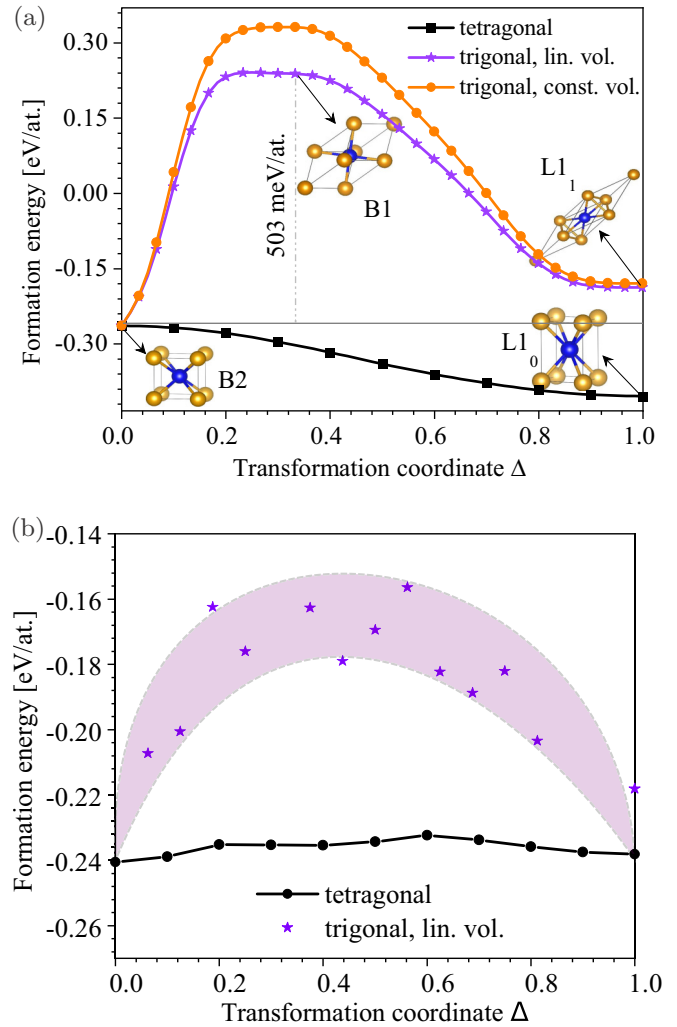 (a)
0.30
0.15
0.00
-0.15
-0.30
Formation energy [eV/at.]
tetragonal
trigonal, lin. vol.
trigonal, const. vol.
503 meV/at.
B1
L1₁
L1₀
B2
0.0 0.2 0.4 0.6 0.8 1.0
Transformation coordinate Δ
(b)
-0.14
-0.16
-0.18
-0.20
-0.22
-0.24
-0.26
Formation energy [eV/at.]
tetragonal
trigonal, lin. vol.
0.0 0.2 0.4 0.6 0.8 1.0
Transformation coordinate Δ